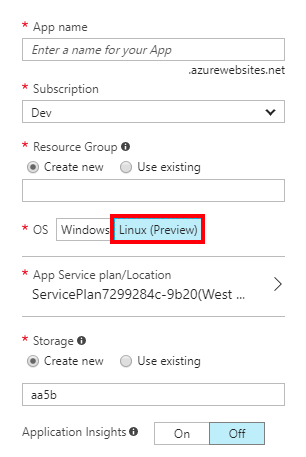 * App name
Enter a name for your App
.azurewebsites.net
* Subscription
Dev
* Resource Group
Create new Use existing
* OS Windows Linux (Preview)
* App Service plan/Location
ServicePlan7299284c-9b20(West ...
* Storage
Create new Use existing
aa5b
Application Insights On Off